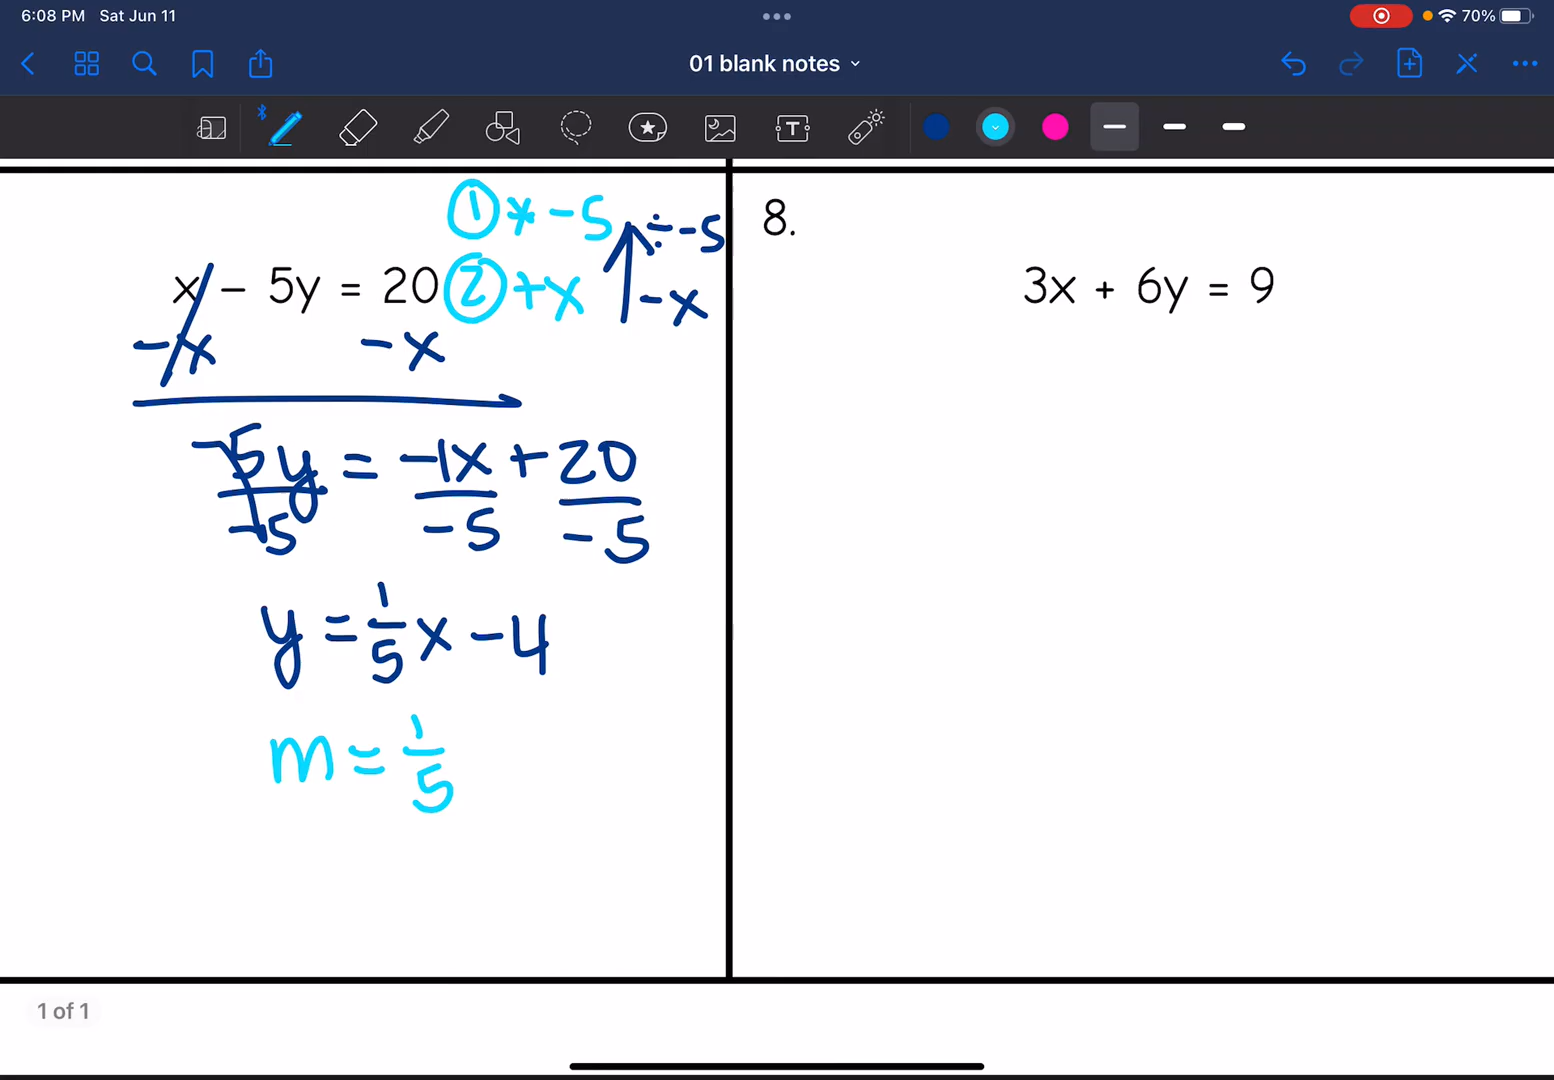 6:08 PM Sat Jun 11
70%
01 blank notes
① * -5
÷ -5
x - 5y = 20 ② +x
-x
-x -x
-5y = -1x + 20
-5 -5 -5
y = 1/5 x - 4
m = 1/5
8.
3x + 6y = 9
1 of 1